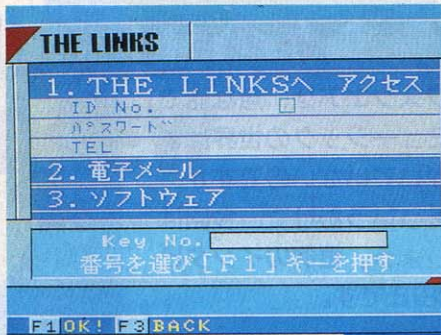 THE LINKS
1. THE LINKSへ アクセス
ID No. □
パスワード
TEL
2. 電子メール
3. ソフトウェア
Key No.
番号を選び［F1］キーを押す
F1 OK! F3 BACK